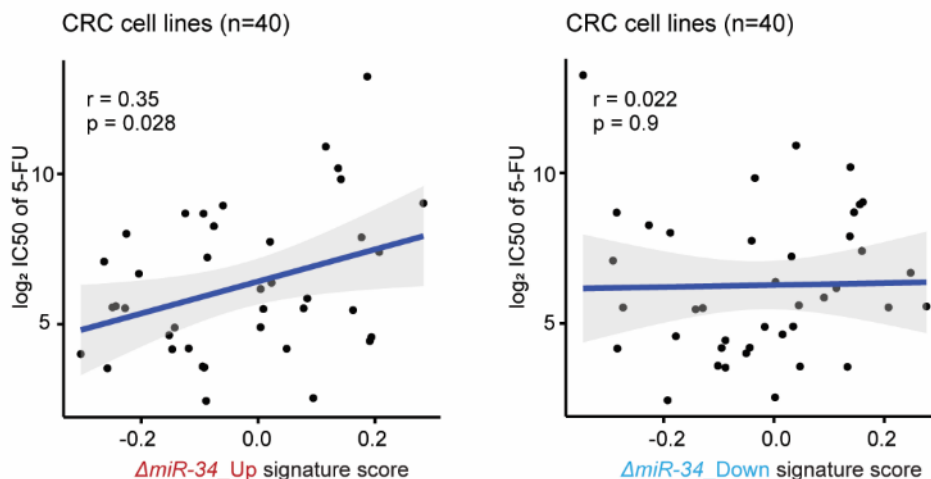 CRC cell lines (n=40)
r = 0.35
p = 0.028
log₂ IC50 of 5-FU
10
5
-0.2 0.0 0.2
ΔmiR-34_Up signature score
CRC cell lines (n=40)
r = 0.022
p = 0.9
log₂ IC50 of 5-FU
10
5
-0.2 0.0 0.2
ΔmiR-34_Down signature score